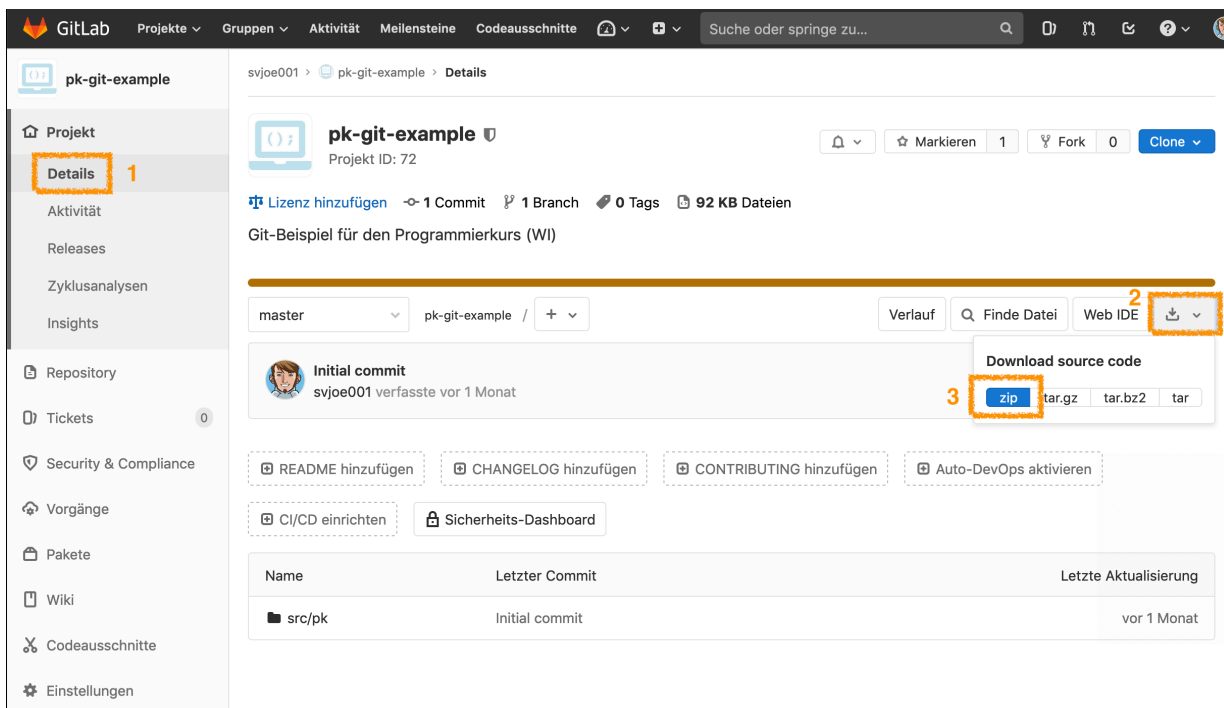 GitLab Projekte Gruppen Aktivität Meilensteine Codeausschnitte Suche oder springe zu...
pk-git-example
svjoe001 > pk-git-example > Details
Projekt
Details 1
Aktivität
Releases
Zyklusanalysen
Insights
Repository
Tickets 0
Security & Compliance
Vorgänge
Pakete
Wiki
Codeausschnitte
Einstellungen
( ) ;
pk-git-example
Projekt ID: 72
Markieren 1 Fork 0 Clone
Lizenz hinzufügen 1 Commit 1 Branch 0 Tags 92 KB Dateien
Git-Beispiel für den Programmierkurs (WI)
master pk-git-example / + Verlauf Finde Datei Web IDE 2
Initial commit
svjoe001 verfasste vor 1 Monat
Download source code
3 zip tar.gz tar.bz2 tar
README hinzufügen CHANGELOG hinzufügen CONTRIBUTING hinzufügen Auto-DevOps aktivieren
CI/CD einrichten Sicherheits-Dashboard
Name Letzter Commit Letzte Aktualisierung
src/pk Initial commit vor 1 Monat